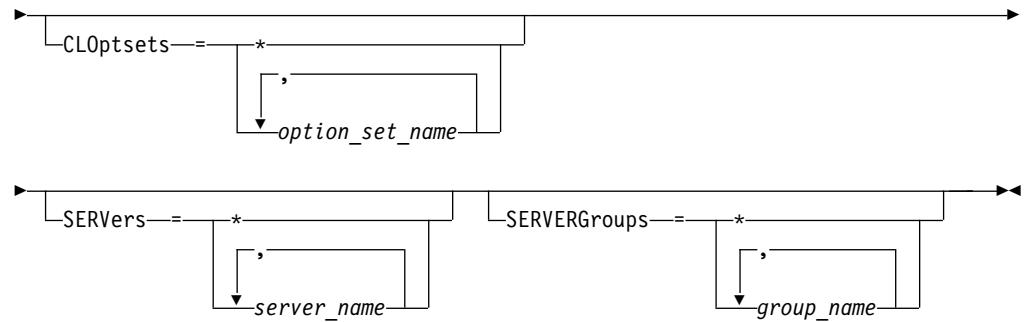 CLOptsets = *
,
option_set_name
SERVers = * SERVERGroups = *
, ,
server_name group_name